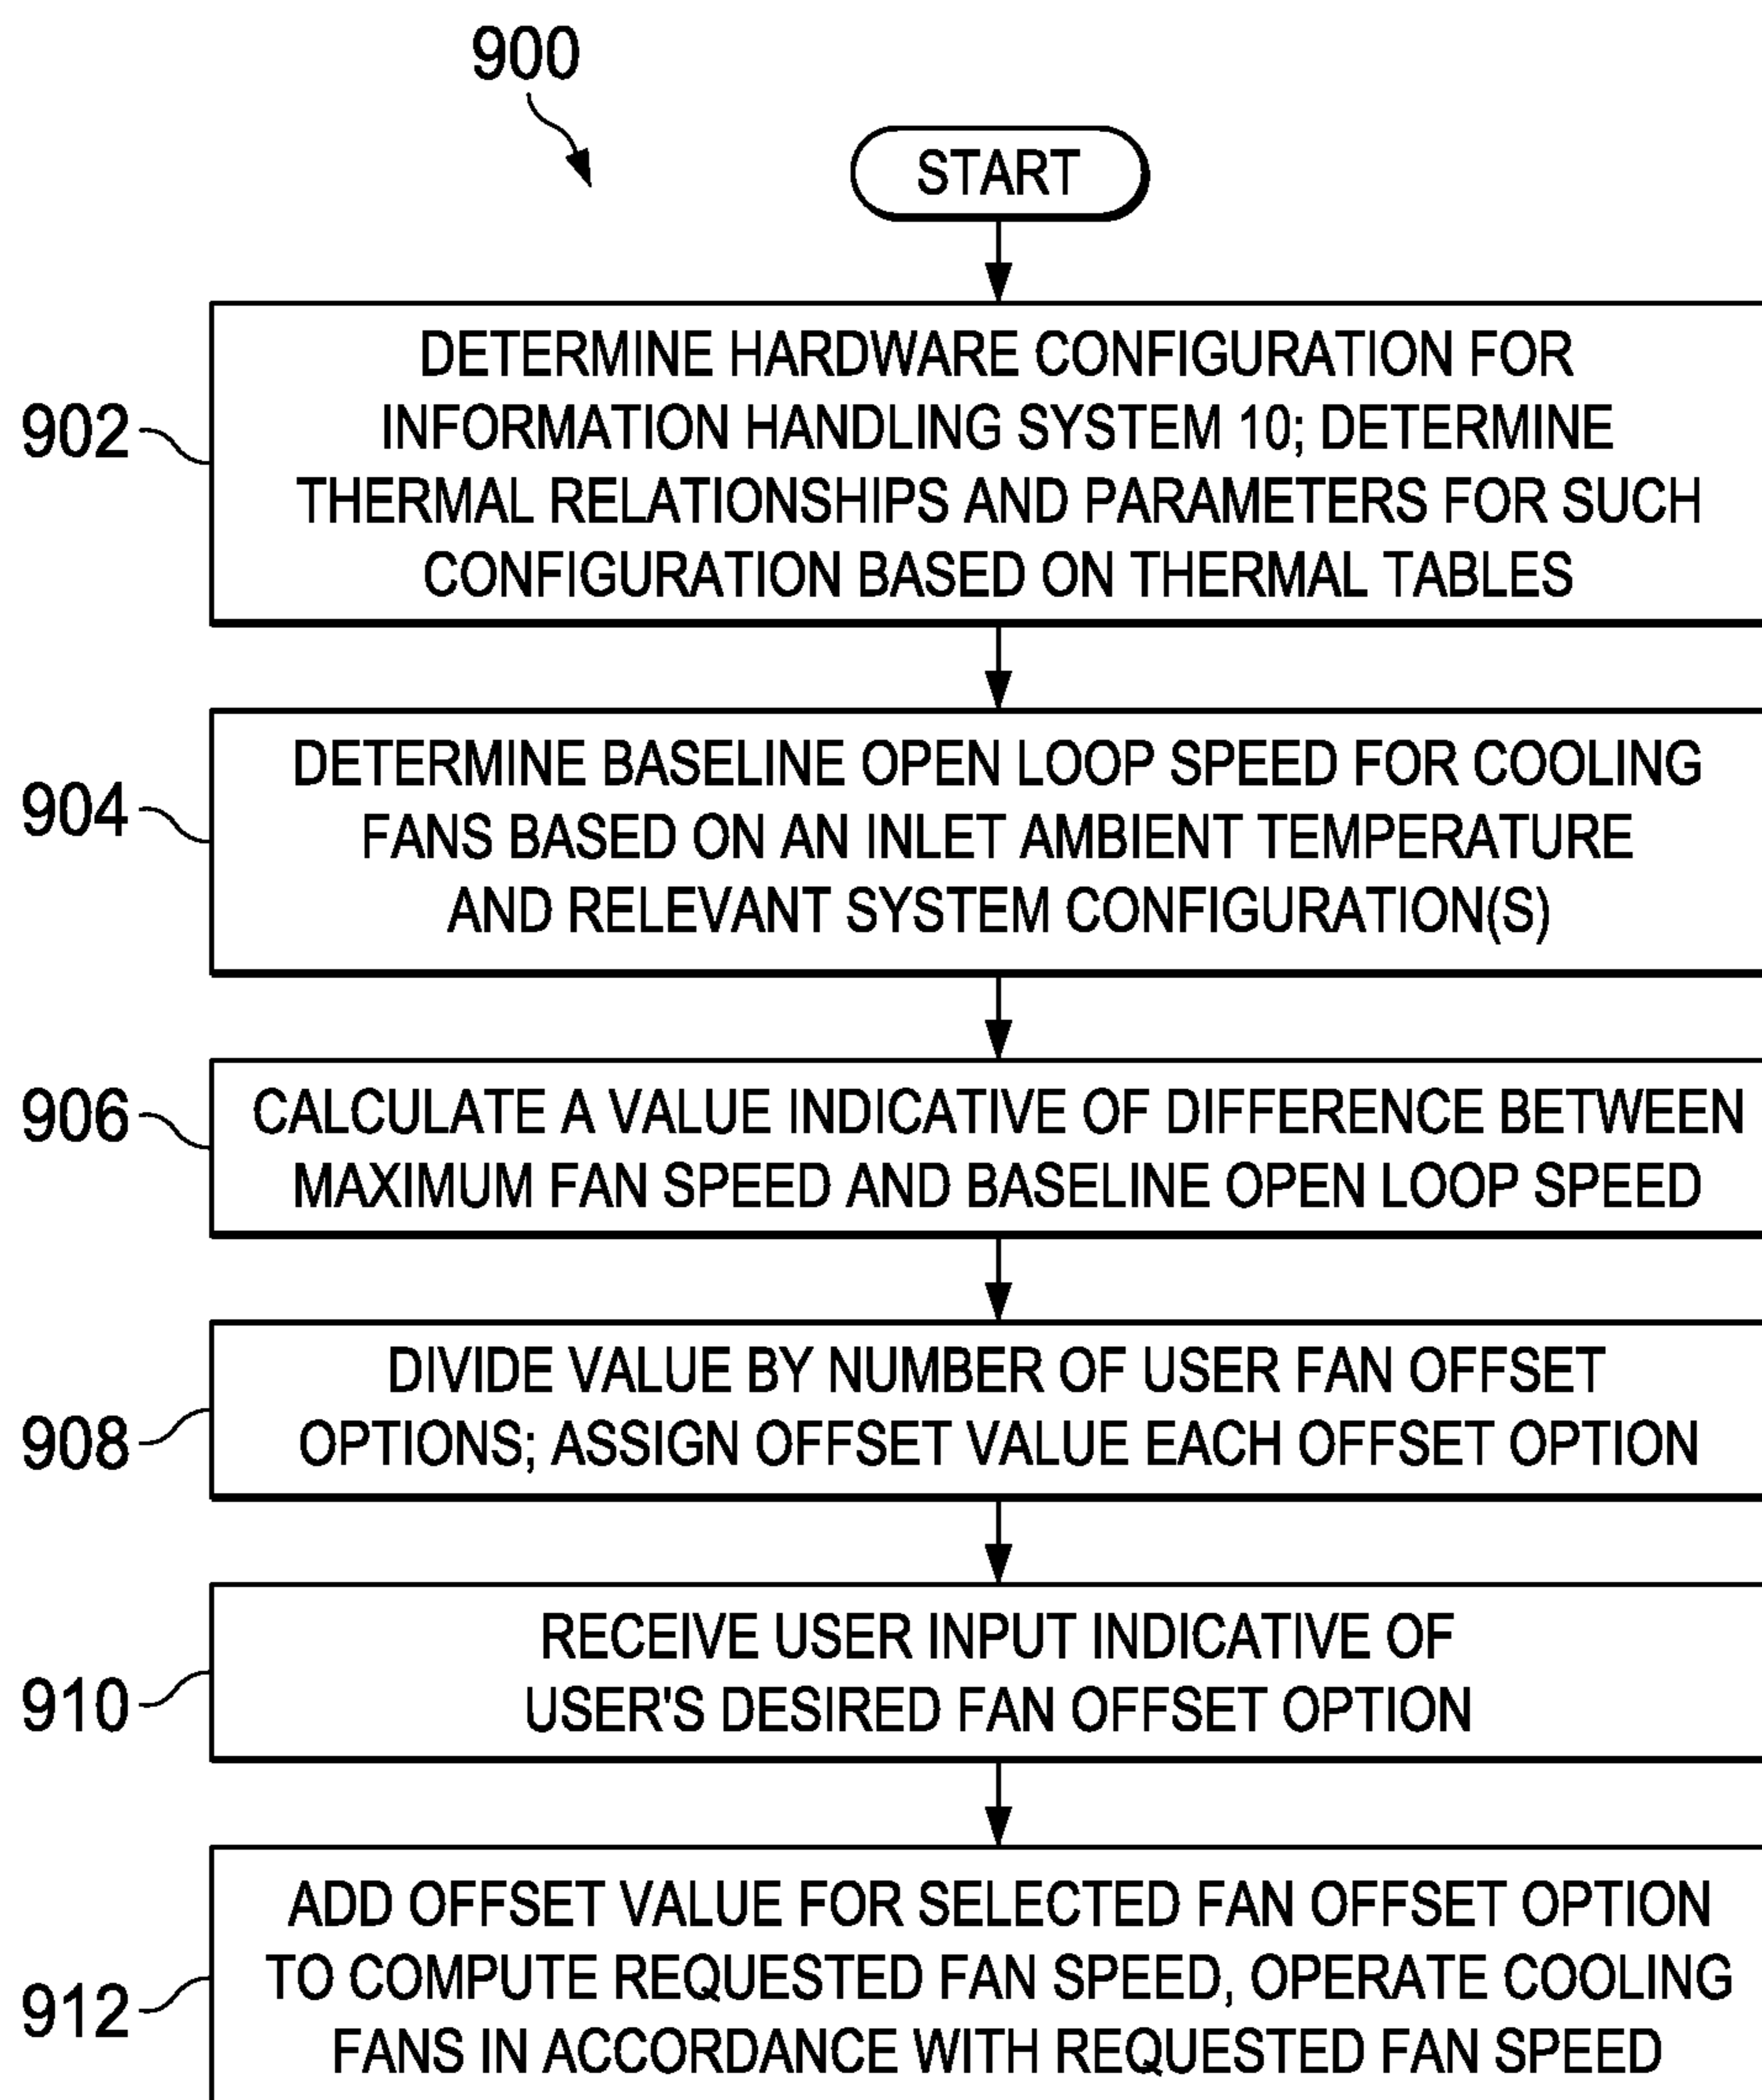 900
START
902
DETERMINE HARDWARE CONFIGURATION FOR
INFORMATION HANDLING SYSTEM 10; DETERMINE
THERMAL RELATIONSHIPS AND PARAMETERS FOR SUCH
CONFIGURATION BASED ON THERMAL TABLES
904
DETERMINE BASELINE OPEN LOOP SPEED FOR COOLING
FANS BASED ON AN INLET AMBIENT TEMPERATURE
AND RELEVANT SYSTEM CONFIGURATION(S)
906
CALCULATE A VALUE INDICATIVE OF DIFFERENCE BETWEEN
MAXIMUM FAN SPEED AND BASELINE OPEN LOOP SPEED
908
DIVIDE VALUE BY NUMBER OF USER FAN OFFSET
OPTIONS; ASSIGN OFFSET VALUE EACH OFFSET OPTION
910
RECEIVE USER INPUT INDICATIVE OF
USER'S DESIRED FAN OFFSET OPTION
912
ADD OFFSET VALUE FOR SELECTED FAN OFFSET OPTION
TO COMPUTE REQUESTED FAN SPEED, OPERATE COOLING
FANS IN ACCORDANCE WITH REQUESTED FAN SPEED